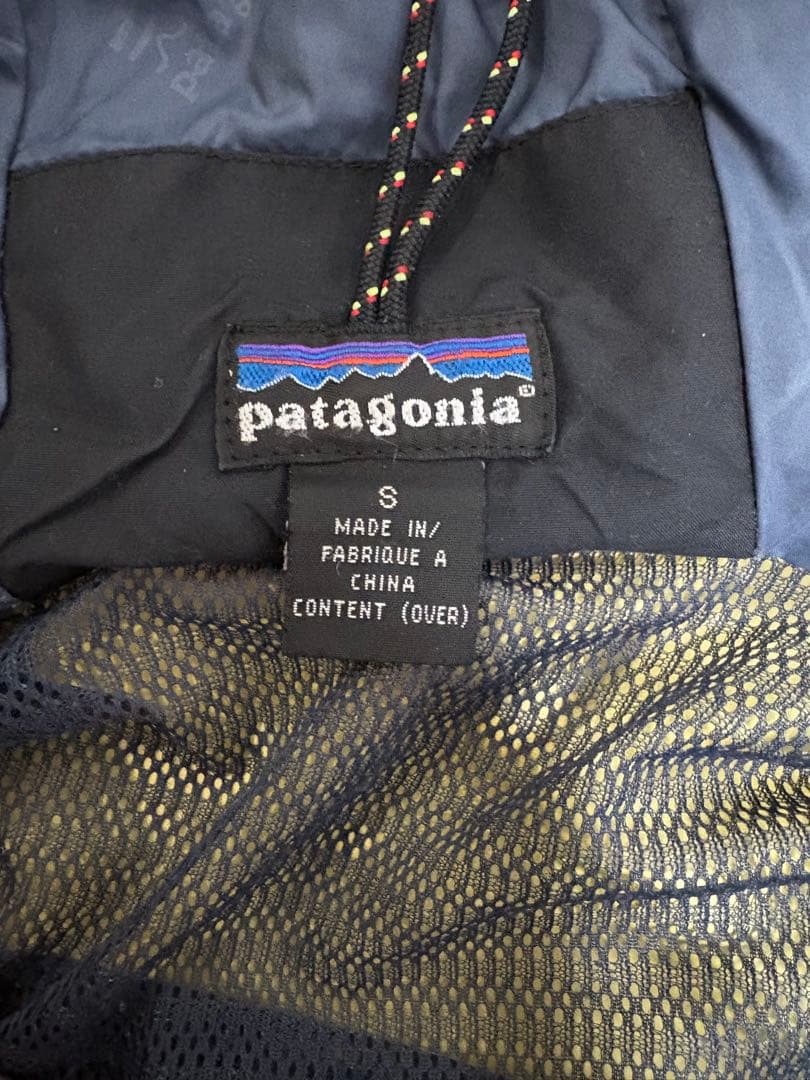 patagonia®
S
MADE IN/
FABRIQUE A
CHINA
CONTENT (OVER)